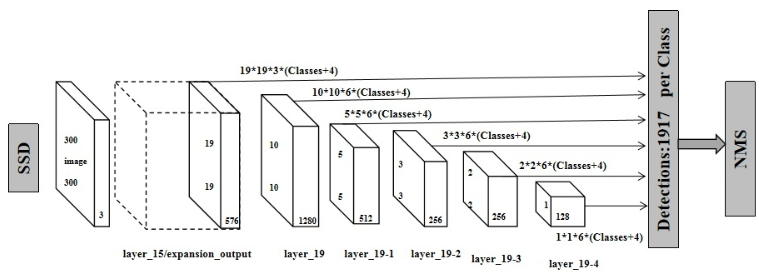 SSD
300
image
300
3
19
19
576
layer_15/expansion_output
19*19*3*(Classes+4)
10
10
1280
layer_19
10*10*6*(Classes+4)
5
5
512
layer_19-1
5*5*6*(Classes+4)
3
3
256
layer_19-2
3*3*6*(Classes+4)
2
2
256
layer_19-3
2*2*6*(Classes+4)
1
128
layer_19-4
1*1*6*(Classes+4)
Detections:1917 per Class
NMS